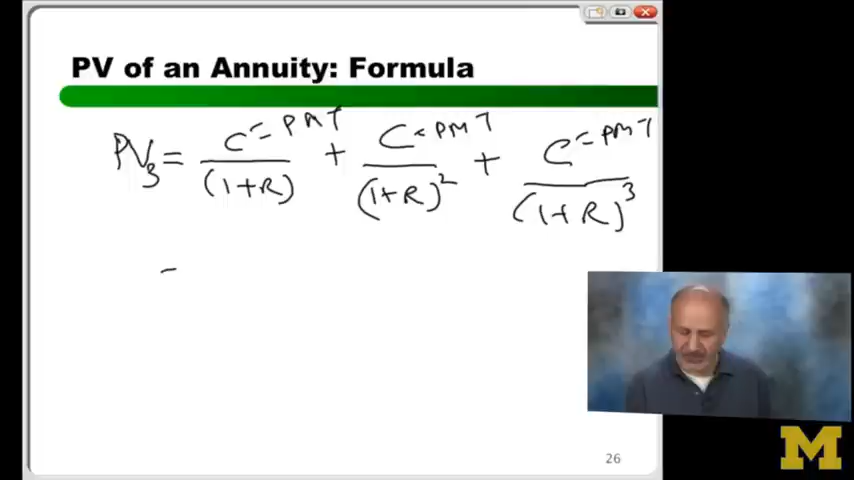 PV of an Annuity: Formula
PV₃ = C = PMT / (1+R) + C = PMT / (1+R)² + C = PMT / (1+R)³
=
26
M